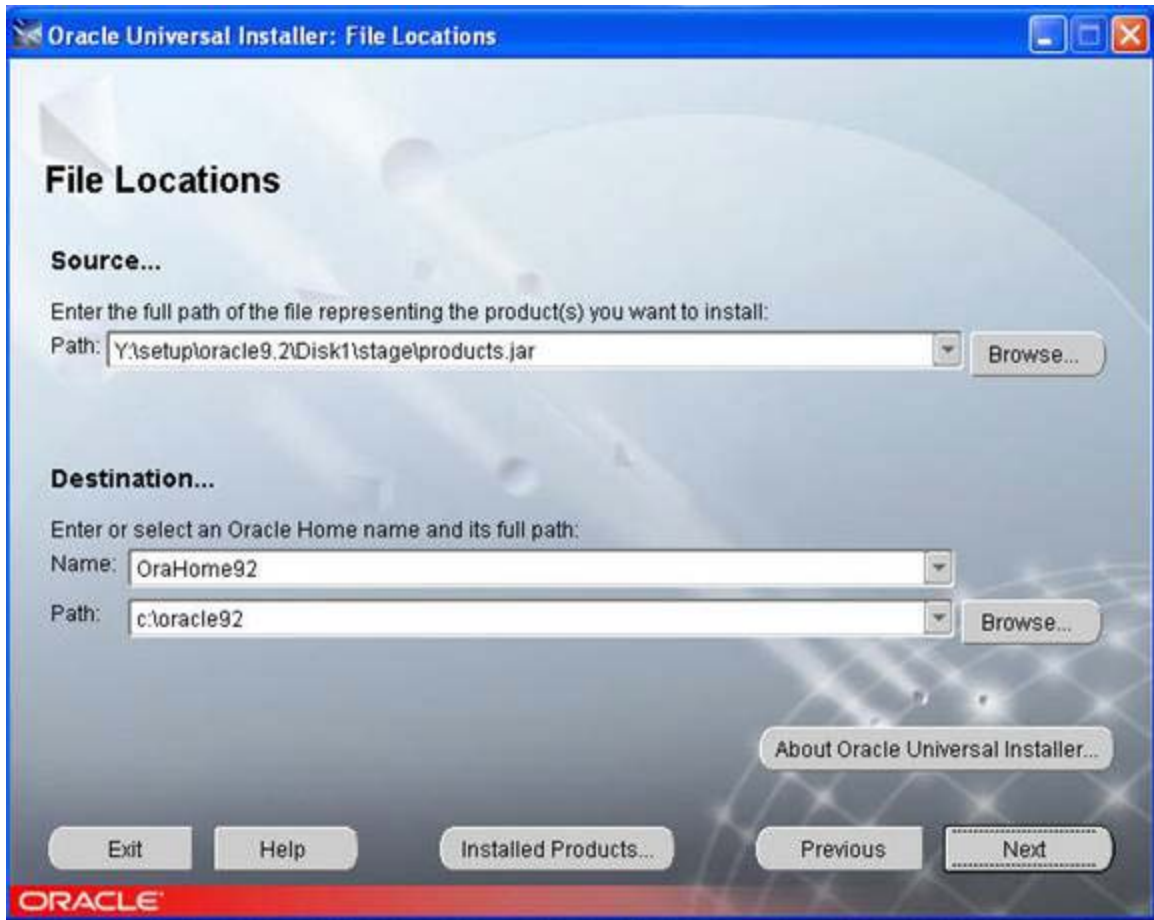 Oracle Universal Installer: File Locations
File Locations
Source...
Enter the full path of the file representing the product(s) you want to install:
Path: Y:\setup\oracle9.2\Disk1\stage\products.jar Browse...
Destination...
Enter or select an Oracle Home name and its full path:
Name: OraHome92
Path: c:\oracle92 Browse...
About Oracle Universal Installer...
Exit Help Installed Products... Previous Next
ORACLE